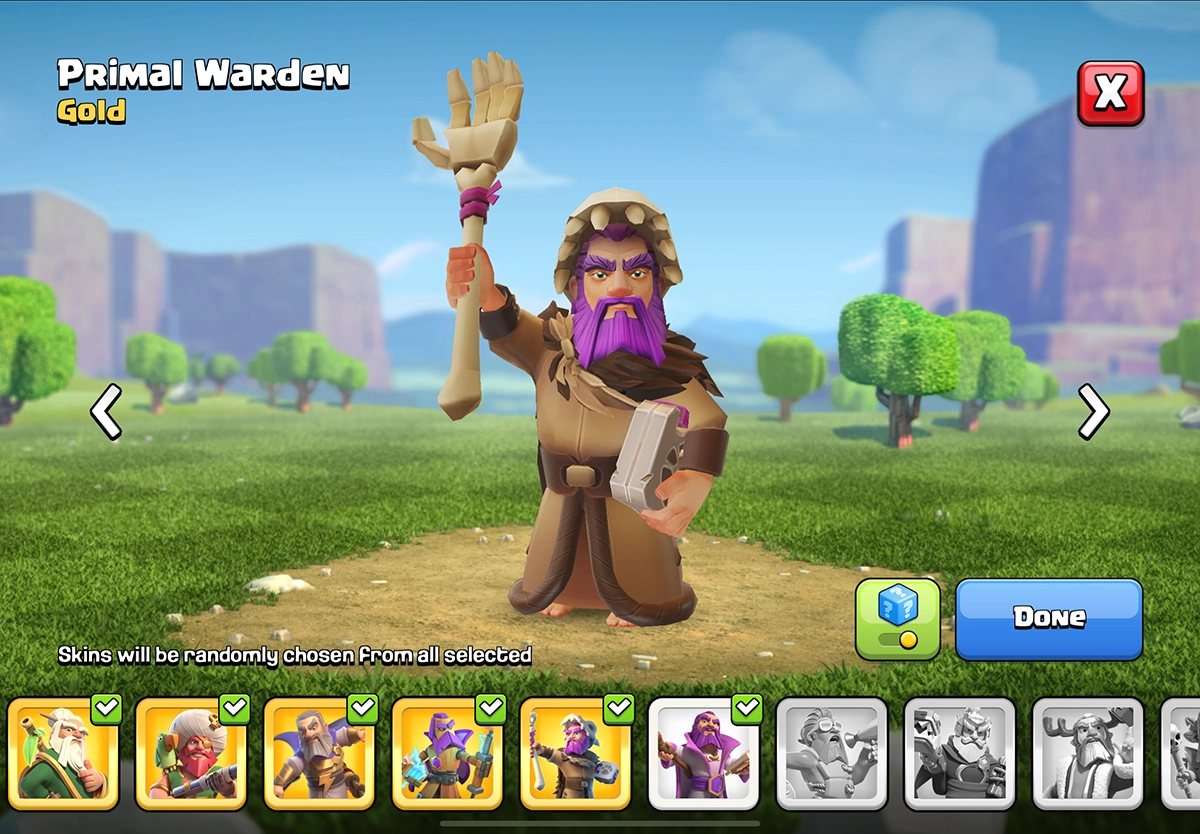 Primal Warden
Gold
X
Done
Skins will be randomly chosen from all selected